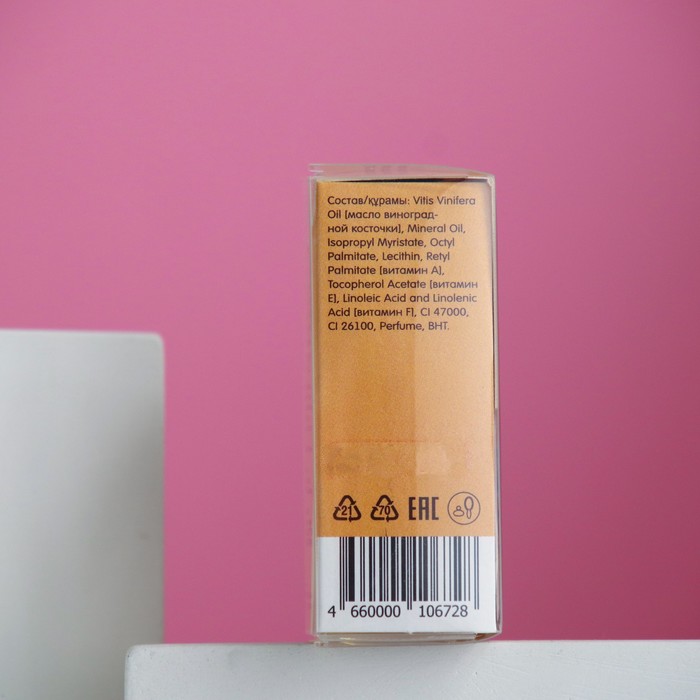 Состав/құрамы: Vitis Vinifera
Oil [масло виноград-
ной косточки], Mineral Oil,
Isopropyl Myristate, Octyl
Palmitate, Lecithin, Retyl
Palmitate [витамин А],
Tocopherol Acetate [витамин
Е], Linoleic Acid and Linolenic
Acid [витамин F], CI 47000,
CI 26100, Perfume, BHT.
21 70 EAC
4 660000 106728